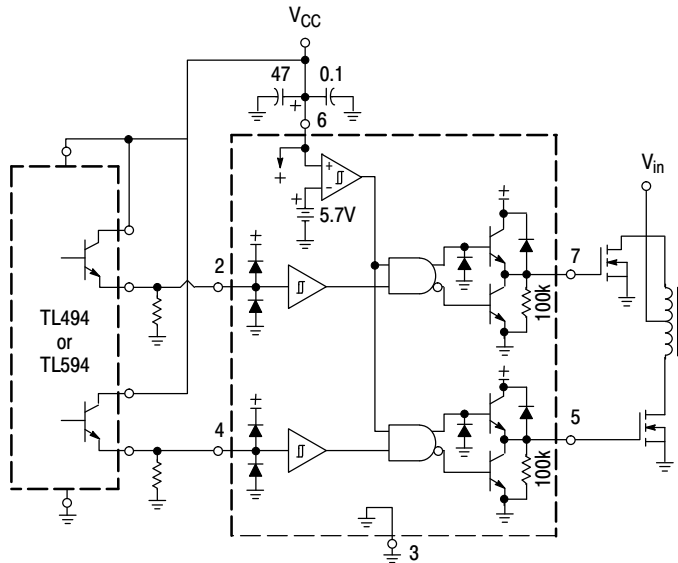 VCC
47
0.1
+
6
+
+
−
+
5.7V
Vin
+
+
2
7
100k
TL494
or
TL594
+
+
4
5
100k
3